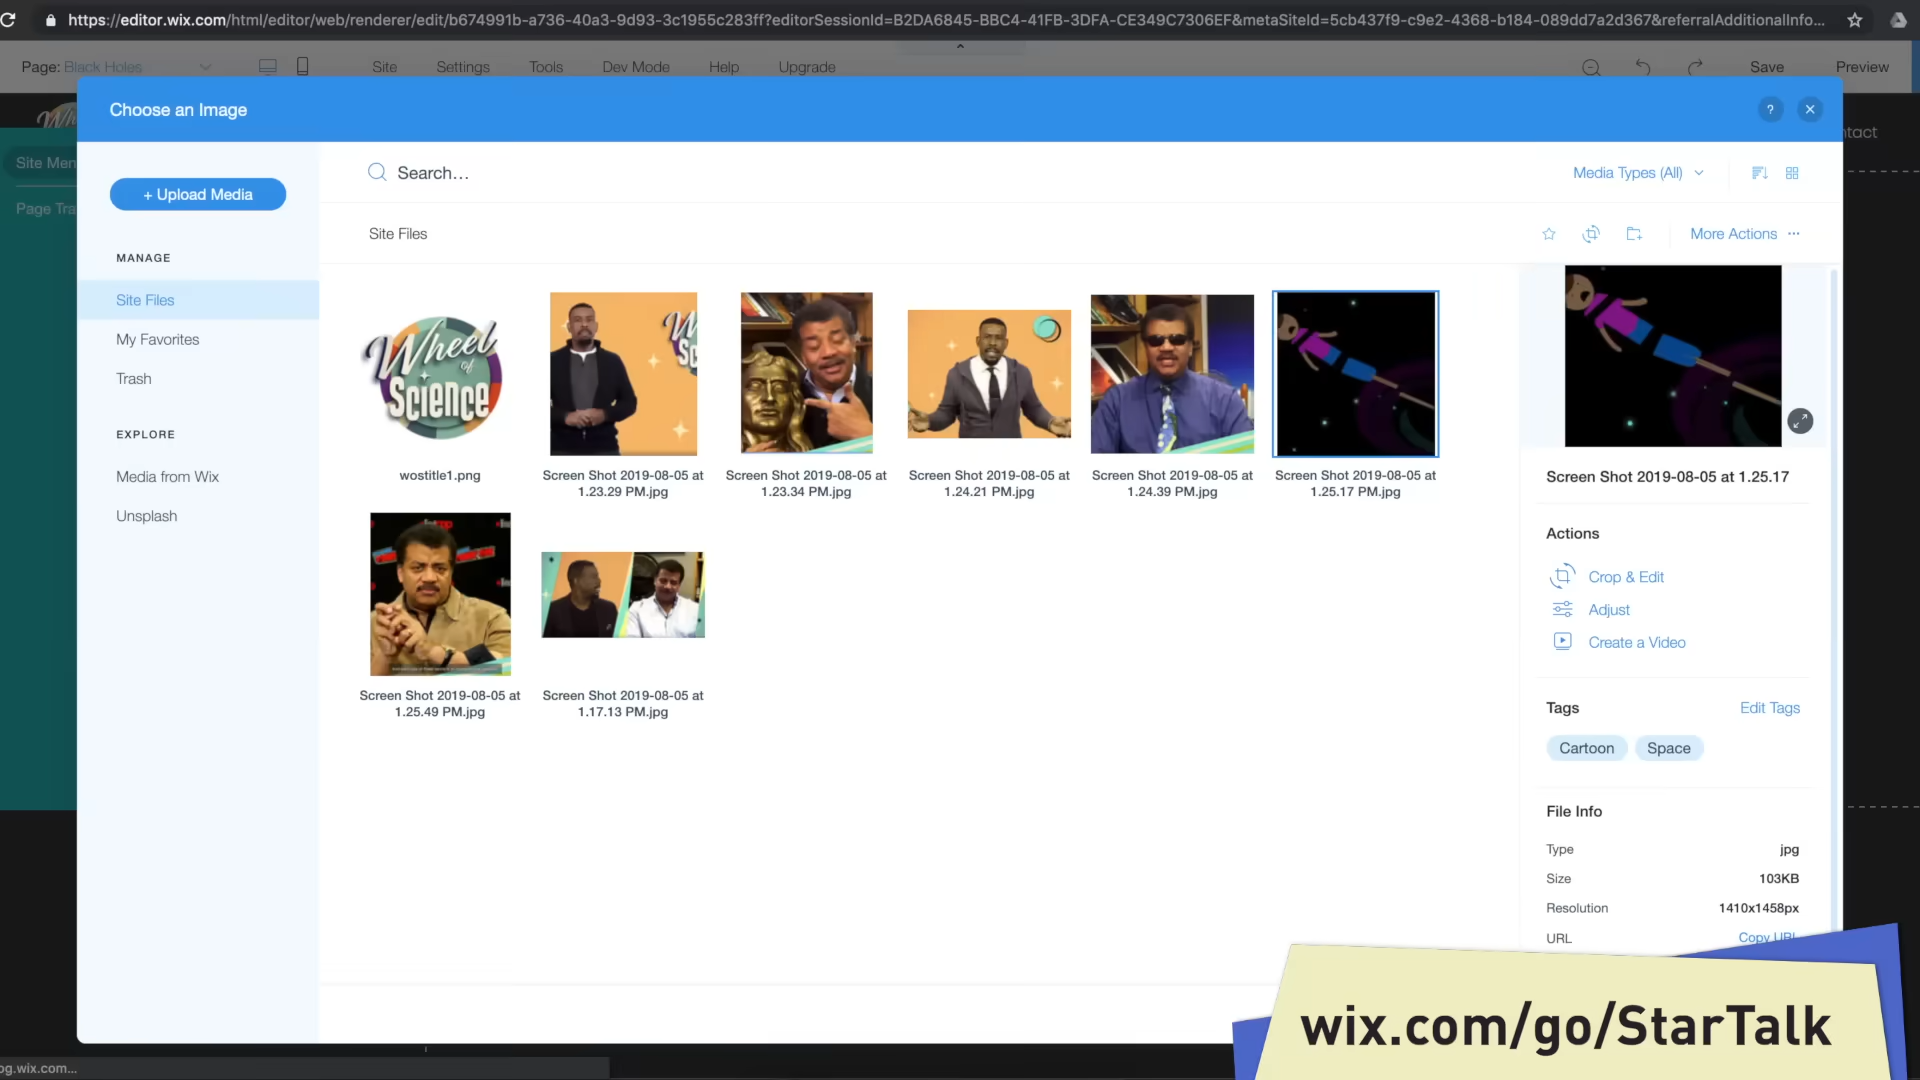 https://editor.wix.com/html/editor/web/renderer/edit/b674991b-a736-40a3-9d93-3c1955c283ff?editorSessionId=B2DA6845-BBC4-41FB-3DFA-CE349C7306EF&metaSiteId=5cb437f9-c9e2-4368-b184-089dd7a2d367&referralAdditionalInfo...
Page: Black Holes
Site
Settings
Tools
Dev Mode
Help
Upgrade
Save
Preview
Choose an Image
?
ntact
Site Men
Page Tra
+ Upload Media
MANAGE
Site Files
My Favorites
Trash
EXPLORE
Media from Wix
Unsplash
Search...
Media Types (All)
Site Files
More Actions ...
Wheel
of
Science
wostitle1.png
Screen Shot 2019-08-05 at
1.23.29 PM.jpg
Screen Shot 2019-08-05 at
1.23.34 PM.jpg
Screen Shot 2019-08-05 at
1.24.21 PM.jpg
Screen Shot 2019-08-05 at
1.24.39 PM.jpg
Screen Shot 2019-08-05 at
1.25.17 PM.jpg
Screen Shot 2019-08-05 at
1.25.49 PM.jpg
Screen Shot 2019-08-05 at
1.17.13 PM.jpg
Screen Shot 2019-08-05 at 1.25.17
Actions
Crop & Edit
Adjust
Create a Video
Tags
Edit Tags
Cartoon
Space
File Info
Type
jpg
Size
103KB
Resolution
1410x1458px
URL
Copy URL
wix.com/go/StarTalk
og.wix.com...